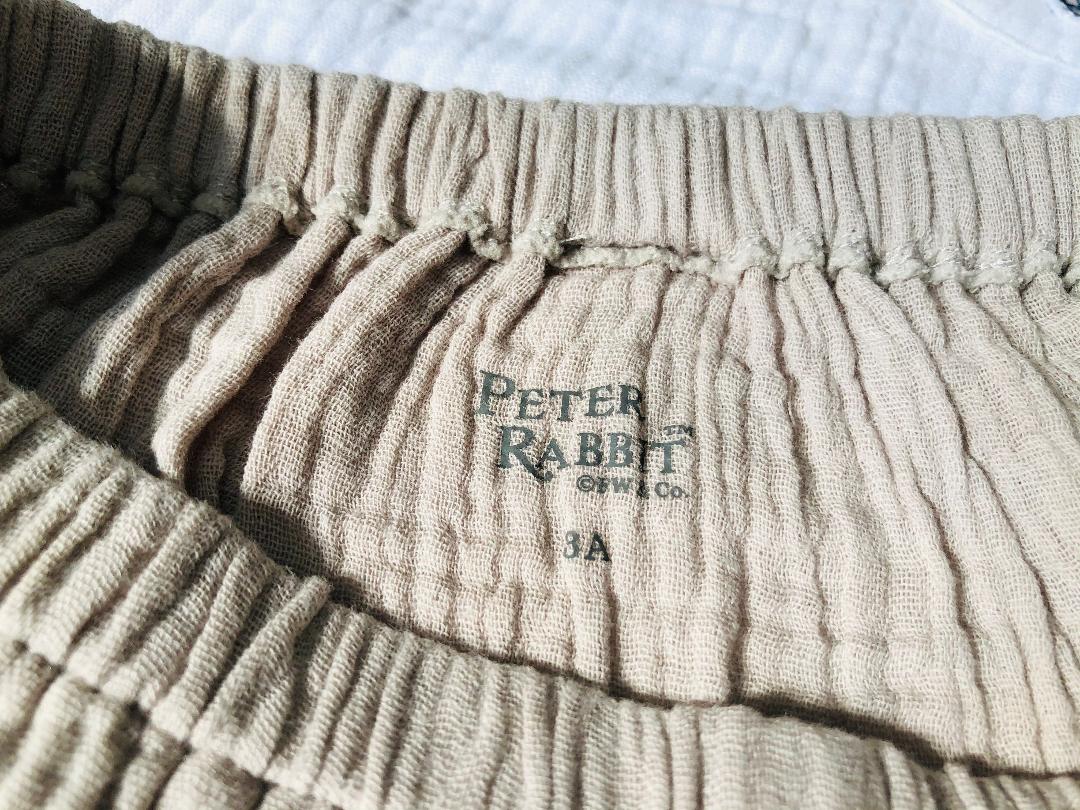 PETER
RABBIT™
©FW & Co.
3A